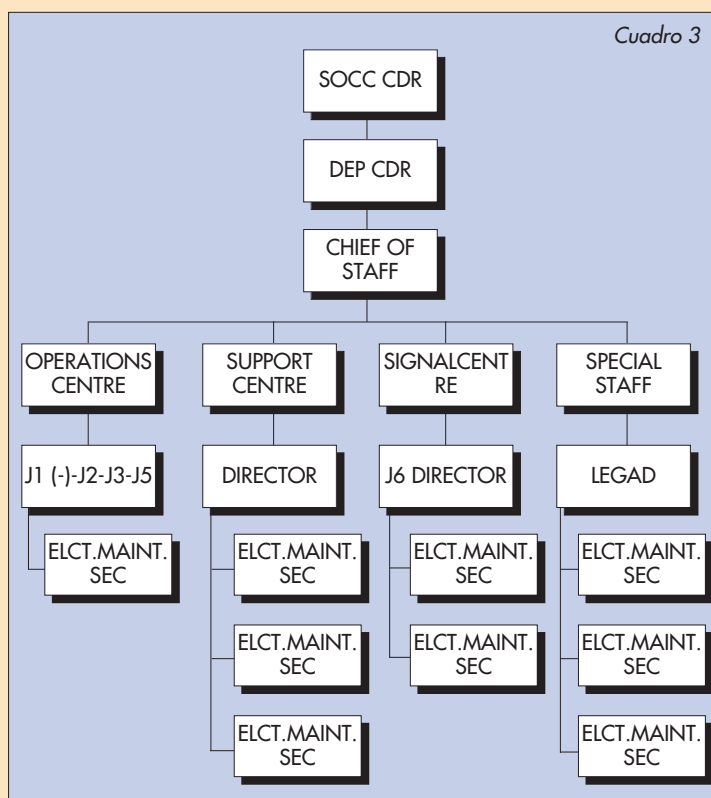 Cuadro 3
SOCC CDR
DEP CDR
CHIEF OF
STAFF
OPERATIONS
CENTRE
SUPPORT
CENTRE
SIGNALCENT
RE
SPECIAL
STAFF
J1 (-)-J2-J3-J5
DIRECTOR
J6 DIRECTOR
LEGAD
ELCT.MAINT.
SEC
ELCT.MAINT.
SEC
ELCT.MAINT.
SEC
ELCT.MAINT.
SEC
ELCT.MAINT.
SEC
ELCT.MAINT.
SEC
ELCT.MAINT.
SEC
ELCT.MAINT.
SEC
ELCT.MAINT.
SEC